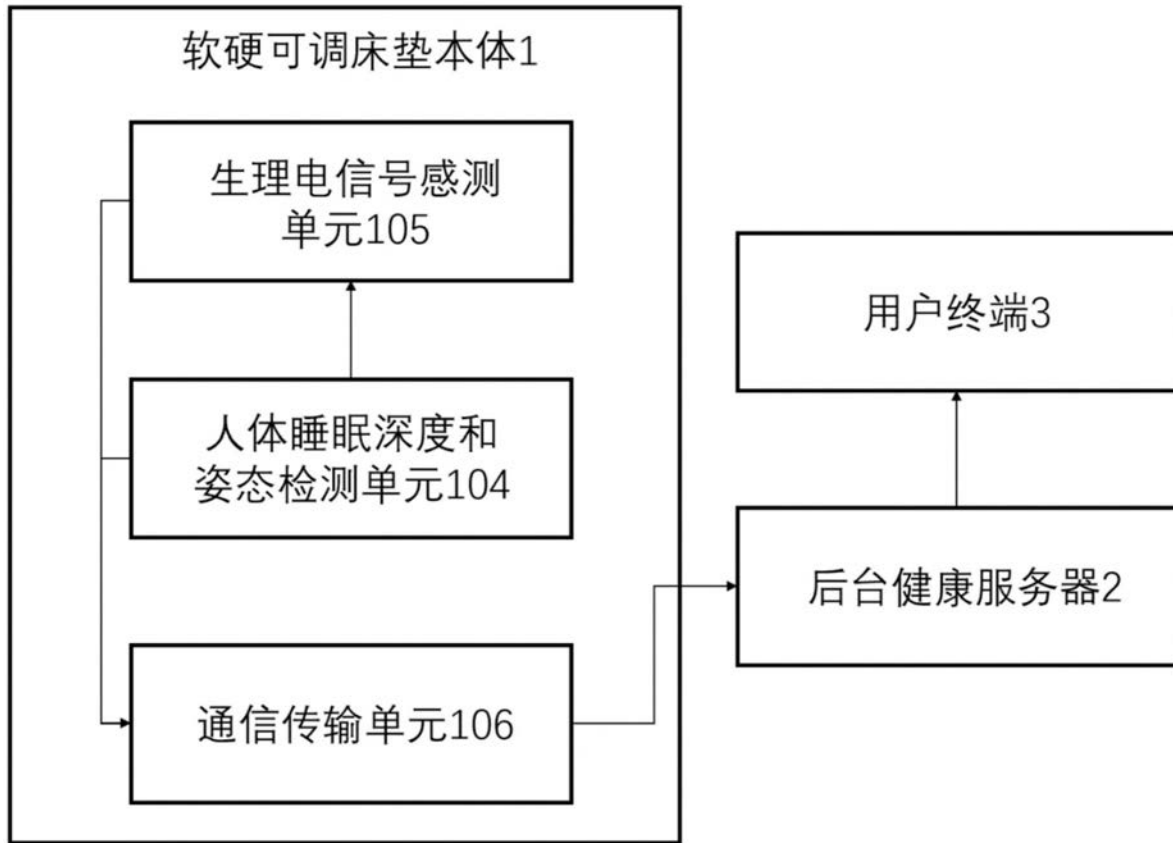 软硬可调床垫本体1
生理电信号感测
单元105
人体睡眠深度和
姿态检测单元104
通信传输单元106
用户终端3
后台健康服务器2